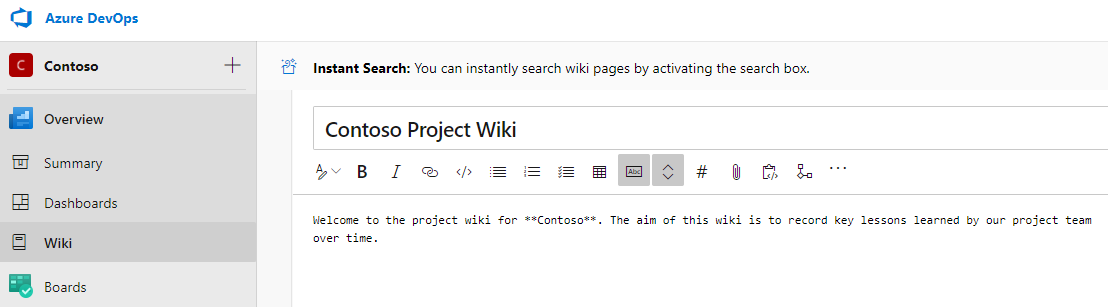 Azure DevOps
C Contoso
Instant Search: You can instantly search wiki pages by activating the search box.
Overview
Contoso Project Wiki
Summary
B I </> Abc # ...
Dashboards
Welcome to the project wiki for **Contoso**. The aim of this wiki is to record key lessons learned by our project team
over time.
Wiki
Boards